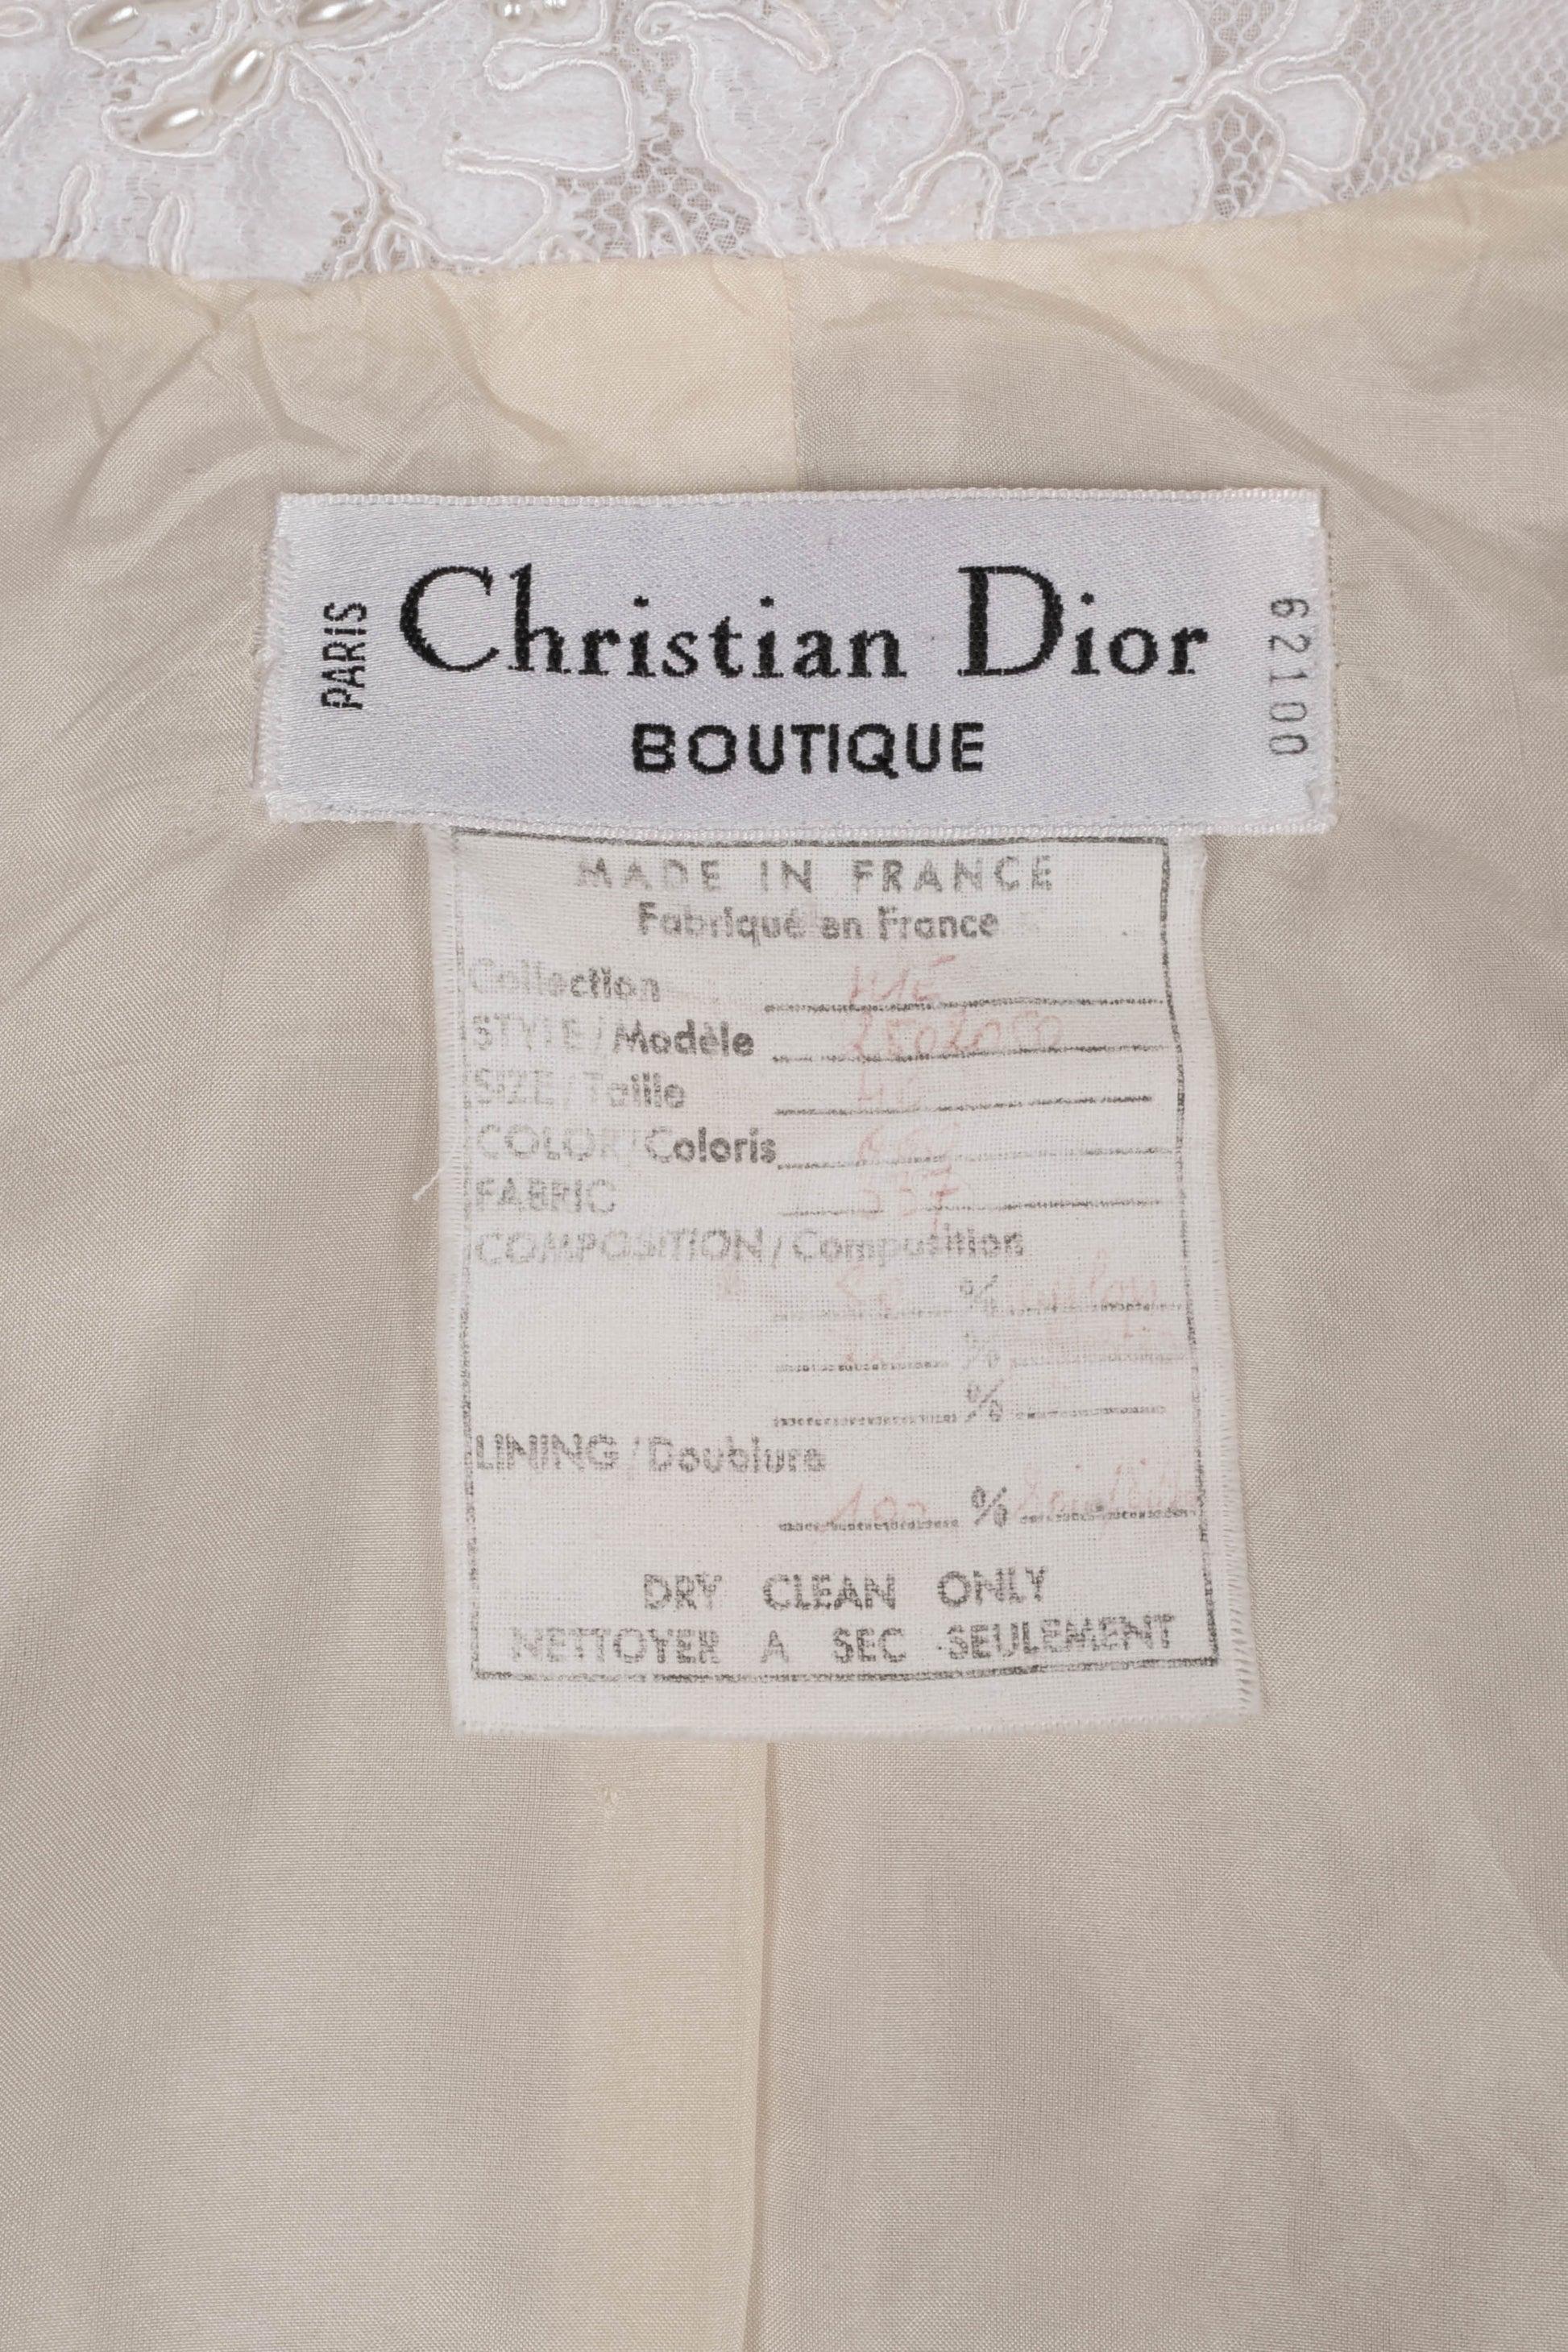 PARIS
Christian Dior
BOUTIQUE
62100
MADE IN FRANCE
Fabriqué en France
Collection
STYLE/Modèle
SIZE/Taille
COLOR/Coloris
FABRIC
COMPOSITION/Composition
%
%
%
LINING/Doublure
100 %
DRY CLEAN ONLY
NETTOYER A SEC SEULEMENT